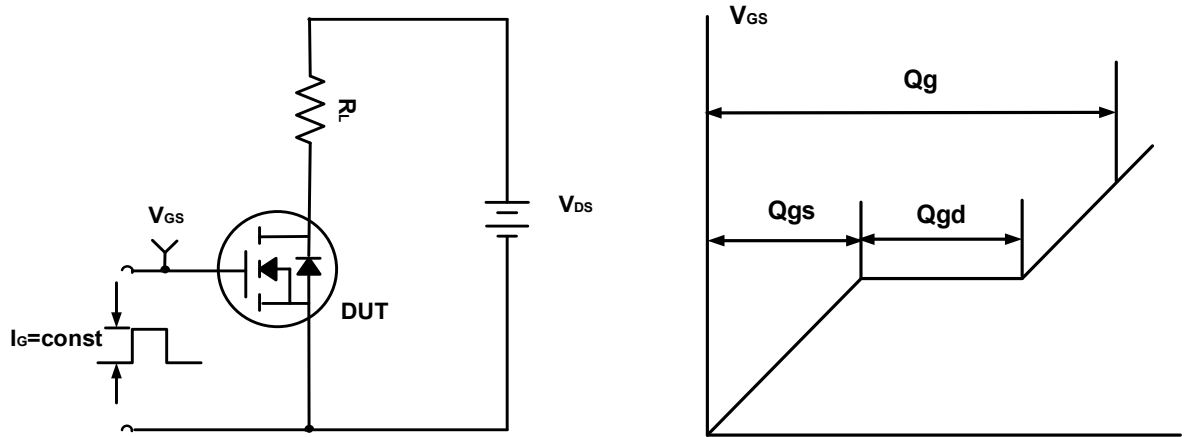 RL
VGS
VDS
DUT
IG=const
VGS
Qg
Qgs
Qgd